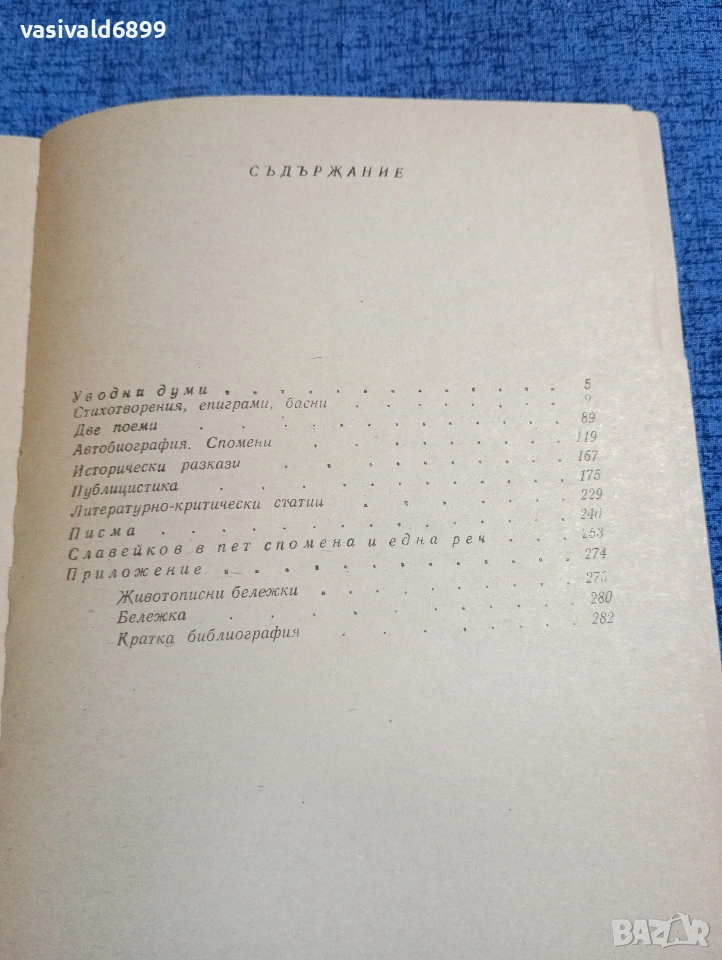 vasivald6899
СЪДЪРЖАНИЕ
Уводна думи . . . . . . . . . . . . 5
Стихотворения, епиграми, басни . . . . . . . 9
Две поеми . . . . . . . . . . . . 89
Автобиография. Спомени . . . . . . . . 119
Исторически разкази . . . . . . . . . 167
Публицистика . . . . . . . . . . . 175
Литературно-критически статии . . . . . . . 229
Писма . . . . . . . . . . . . . 240
Славейков в пет спомена и една реч . . . . 253
Приложение . . . . . . . . . . . 274
Животописни бележки . . . . . . . . 275
Бележка . . . . . . . . . . . . 280
Кратка библиография . . . . . . . . 282
BAZAR